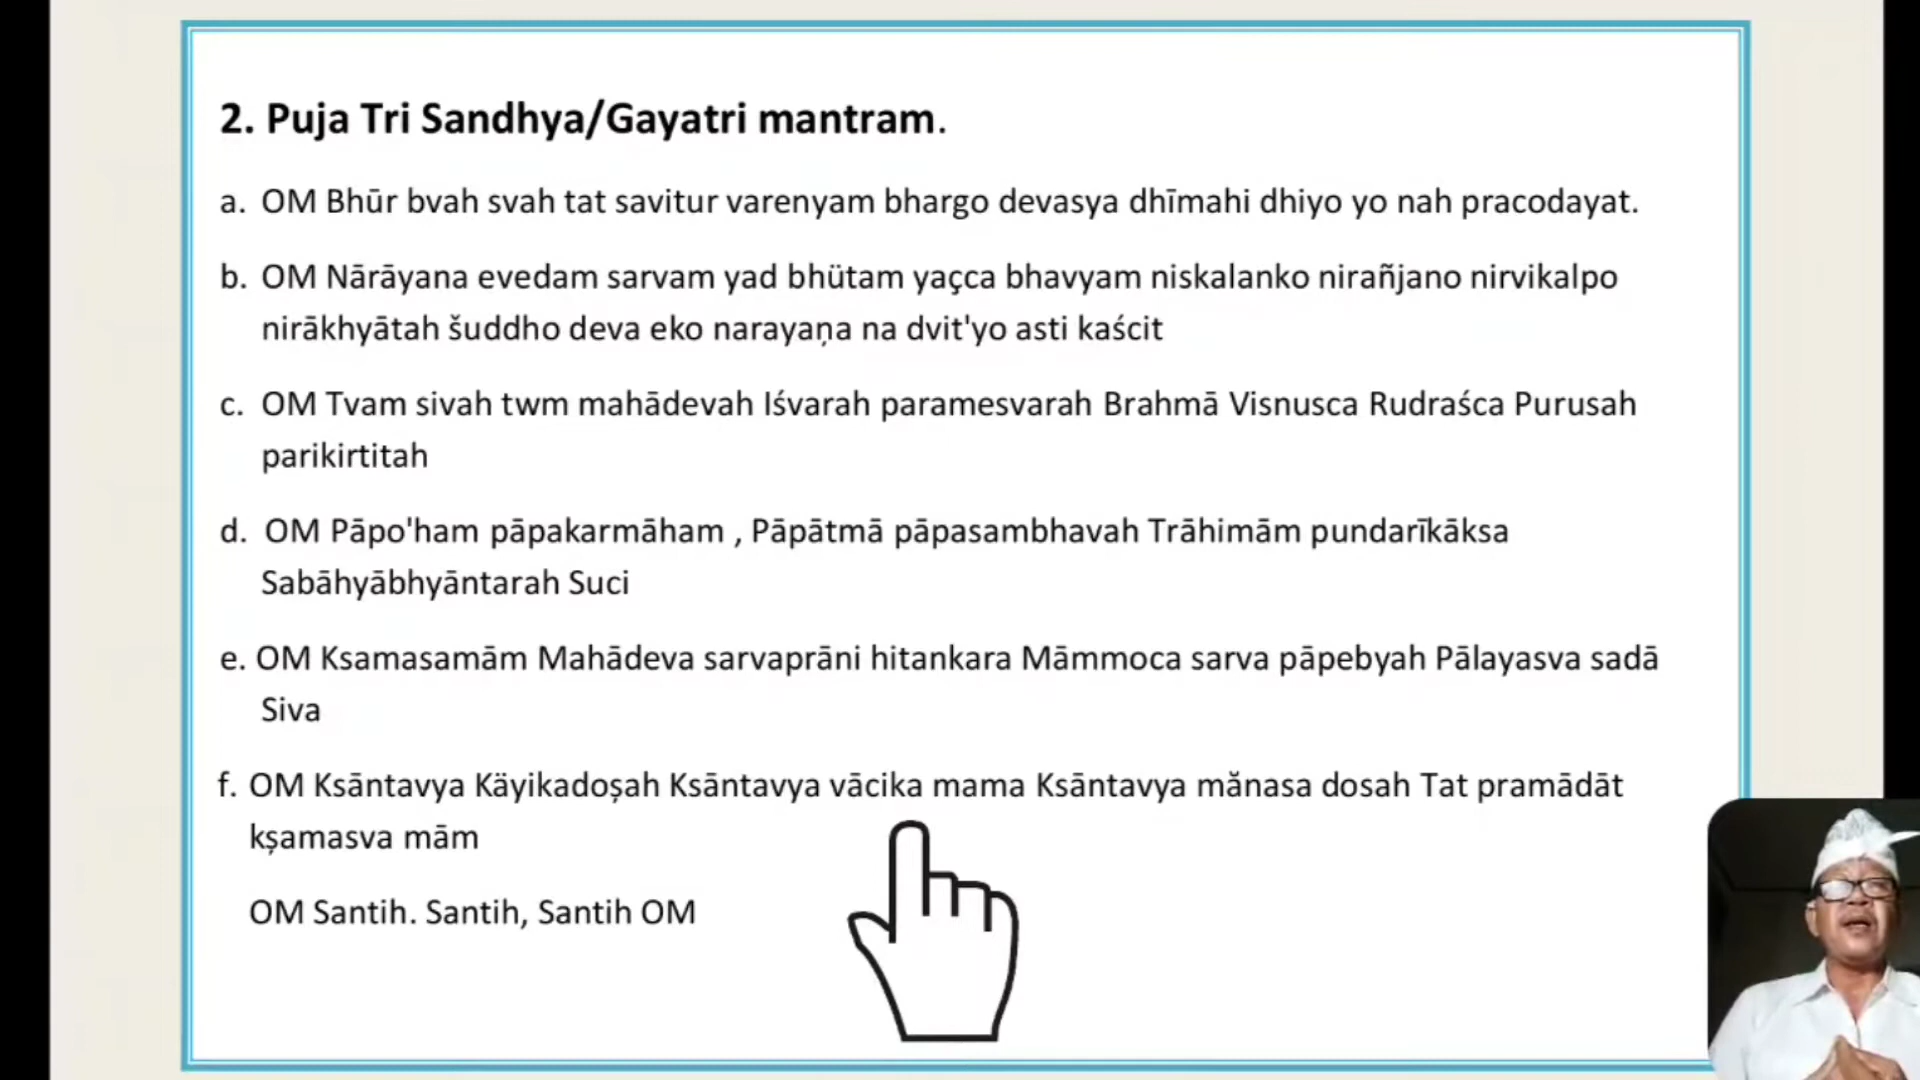 2. Puja Tri Sandhya/Gayatri mantram.
a. OM Bhūr bvah svah tat savitur varenyam bhargo devasya dhīmahi dhiyo yo nah pracodayat.
b. OM Nārāyana evedam sarvam yad bhütam yaçca bhavyam niskalanko nirañjano nirvikalpo
nirākhyātah šuddho deva eko narayaṇa na dvit'yo asti kaścit
c. OM Tvam sivah twm mahādevah Iśvarah paramesvarah Brahmā Visnusca Rudraśca Purusah
parikirtitah
d. OM Pāpo'ham pāpakarmāham , Pāpātmā pāpasambhavah Trāhimām pundarīkāksa
Sabāhyābhyāntarah Suci
e. OM Ksamasamām Mahādeva sarvaprāni hitankara Māmmoca sarva pāpebyah Pālayasva sadā
Siva
f. OM Ksāntavya Käyikadoṣah Ksāntavya vācika mama Ksāntavya mǎnasa dosah Tat pramādāt
kṣamasva mām
OM Santih. Santih, Santih OM